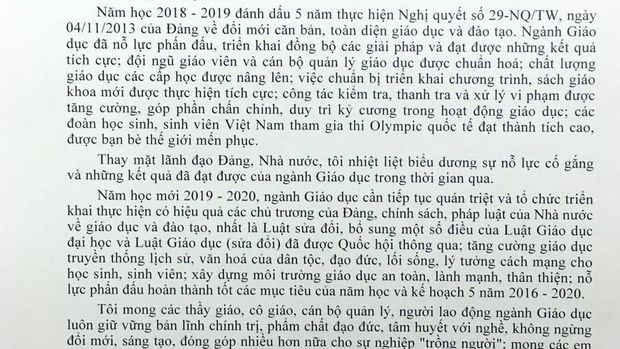 Năm học 2018 - 2019 đánh dấu 5 năm thực hiện Nghị quyết số 29-NQ/TW, ngày
04/11/2013 của Đảng về đổi mới căn bản, toàn diện giáo dục và đào tạo. Ngành Giáo
dục đã nỗ lực phấn đấu, triển khai đồng bộ các giải pháp và đạt được những kết quả
tích cực; đội ngũ giáo viên và cán bộ quản lý giáo dục được chuẩn hoá; chất lượng
giáo dục các cấp học được nâng lên; việc chuẩn bị triển khai chương trình, sách giáo
khoa mới được thực hiện tích cực; công tác kiểm tra, thanh tra và xử lý vi phạm được
tăng cường, góp phần chấn chỉnh, duy trì kỷ cương trong hoạt động giáo dục; các
đoàn học sinh, sinh viên Việt Nam tham gia thi Olympic quốc tế đạt thành tích cao,
được bạn bè thế giới mến phục.
Thay mặt lãnh đạo Đảng, Nhà nước, tôi nhiệt liệt biểu dương sự nỗ lực cố gắng
và những kết quả đã đạt được của ngành Giáo dục trong thời gian qua.
Năm học mới 2019 - 2020, ngành Giáo dục cần tiếp tục quán triệt và tổ chức triển
khai thực hiện có hiệu quả các chủ trương của Đảng, chính sách, pháp luật của Nhà nước
về giáo dục và đào tạo, nhất là Luật sửa đổi, bổ sung một số điều của Luật Giáo dục
đại học và Luật Giáo dục (sửa đổi) đã được Quốc hội thông qua; tăng cường giáo dục
truyền thống lịch sử, văn hoá của dân tộc, đạo đức, lối sống, lý tưởng cách mạng cho
học sinh, sinh viên; xây dựng môi trường giáo dục an toàn, lành mạnh, thân thiện; nỗ
lực phấn đấu hoàn thành tốt các mục tiêu của năm học và kế hoạch 5 năm 2016 - 2020.
Tôi mong các thầy giáo, cô giáo, cán bộ quản lý, người lao động ngành Giáo dục
luôn giữ vững bản lĩnh chính trị, phẩm chất đạo đức, tâm huyết với nghề, không ngừng
đổi mới, sáng tạo, đóng góp nhiều hơn nữa cho sự nghiệp "trồng người"; mong các em